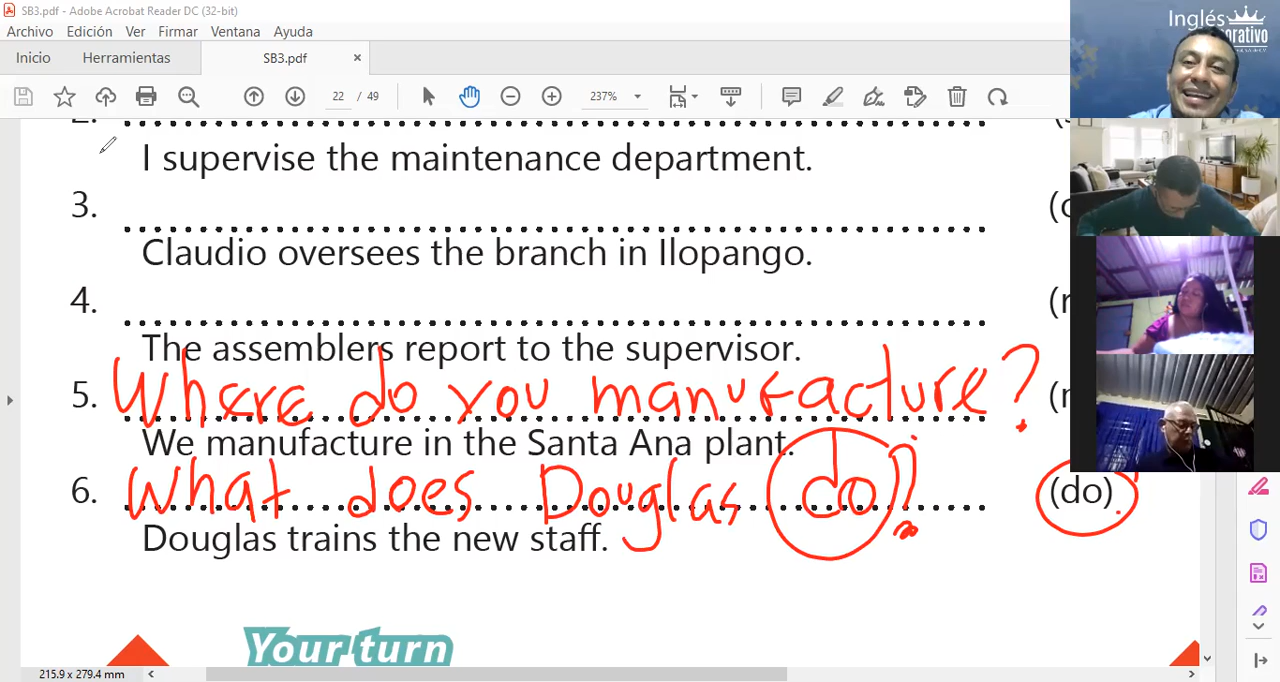 SB3.pdf - Adobe Acrobat Reader DC (32-bit)
Archivo Edición Ver Firmar Ventana Ayuda
Inicio Herramientas SB3.pdf ×
22 / 49 237%
Inglés
orativo
2.
I supervise the maintenance department.
3.
Claudio oversees the branch in Ilopango.
4.
The assemblers report to the supervisor.
5. Where do you manufacture?
We manufacture in the Santa Ana plant.
6. What does Douglas do? (do)
Douglas trains the new staff.
Your turn
215.9 x 279.4 mm